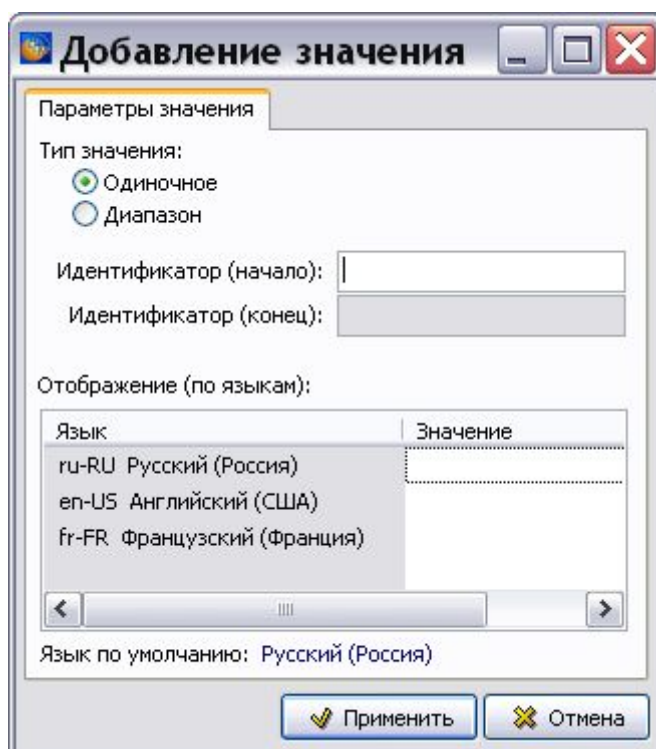 Добавление значения
Параметры значения
Тип значения:
Одиночное
Диапазон
Идентификатор (начало):
Идентификатор (конец):
Отображение (по языкам):
Язык Значение
ru-RU Русский (Россия)
en-US Английский (США)
fr-FR Французский (Франция)
Язык по умолчанию: Русский (Россия)
Применить Отмена